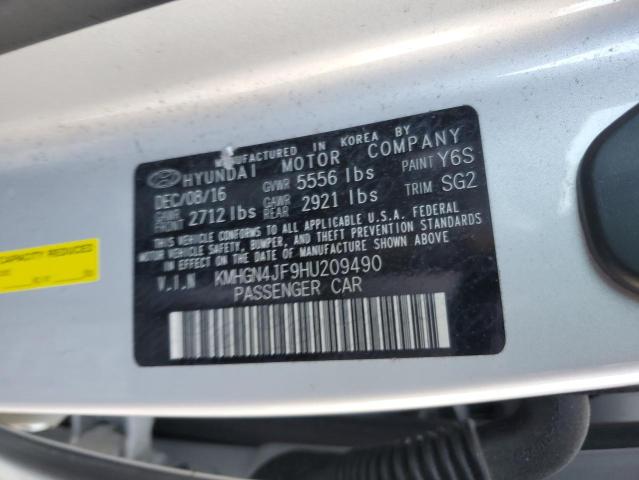 MANUFACTURED IN KOREA BY
HYUNDAI MOTOR COMPANY
DEC/08/16 GVWR 5556 lbs PAINT Y6S
GAWR FRONT 2712 lbs GAWR REAR 2921 lbs TRIM SG2
THIS VEHICLE CONFORMS TO ALL APPLICABLE U.S.A. FEDERAL
MOTOR VEHICLE SAFETY, BUMPER, AND THEFT PREVENTION STANDARDS
IN EFFECT ON THE DATE OF MANUFACTURE SHOWN ABOVE.
V.I.N KMHGN4JF9HU209490
PASSENGER CAR
CAPACITY REDUCED